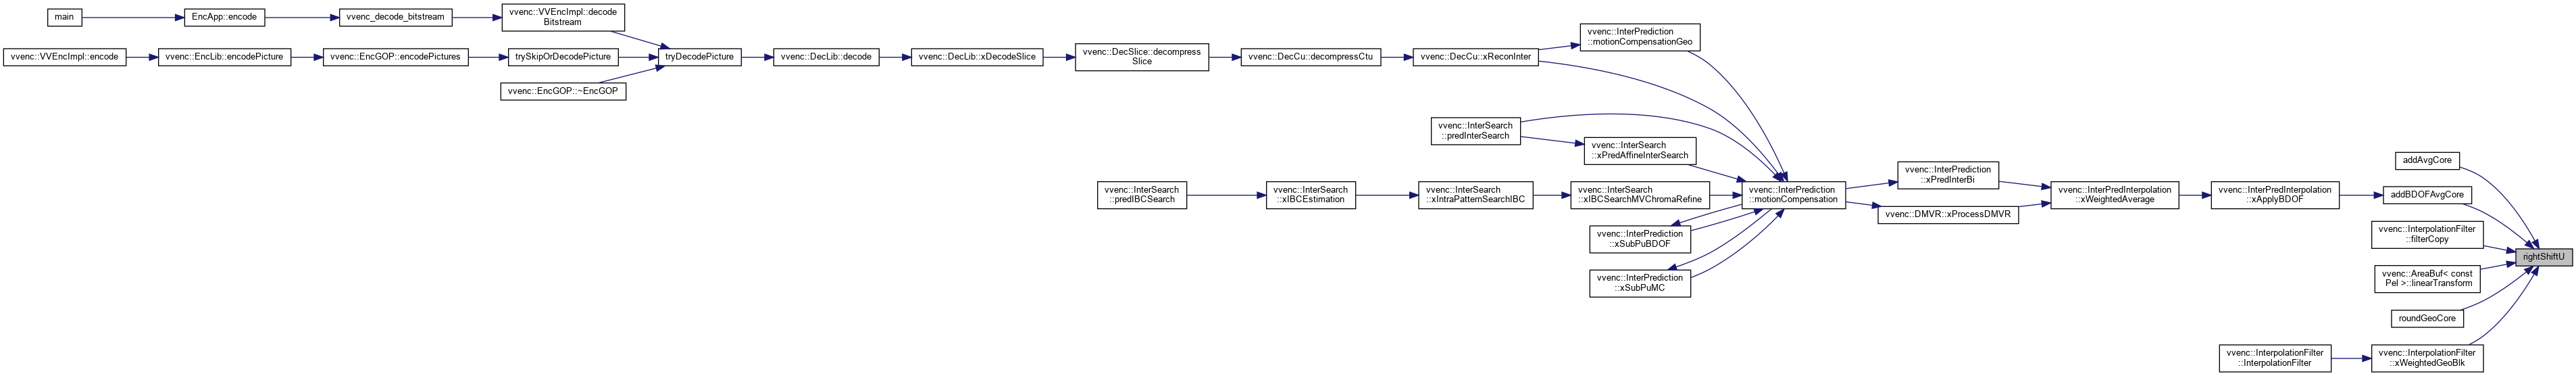 main
EncApp::encode
vvenc_decode_bitstream
vvenc::VVEncImpl::decode
Bitstream
vvenc::VVEncImpl::encode
vvenc::EncLib::encodePicture
vvenc::EncGOP::encodePictures
trySkipOrDecodePicture
tryDecodePicture
vvenc::EncGOP::~EncGOP
vvenc::DecLib::decode
vvenc::DecLib::xDecodeSlice
vvenc::DecSlice::decompress
Slice
vvenc::DecCu::decompressCtu
vvenc::DecCu::xReconInter
vvenc::InterPrediction
::motionCompensationGeo
vvenc::InterSearch
::predInterSearch
vvenc::InterSearch
::xPredAffineInterSearch
vvenc::InterSearch
::predIBCSearch
vvenc::InterSearch
::xIBCEstimation
vvenc::InterSearch
::xIntraPatternSearchIBC
vvenc::InterSearch
::xIBCSearchMVChromaRefine
vvenc::InterPrediction
::motionCompensation
vvenc::InterPrediction
::xSubPuBDOF
vvenc::InterPrediction
::xSubPuMC
vvenc::InterPrediction
::xPredInterBi
vvenc::DMVR::xProcessDMVR
vvenc::InterPredInterpolation
::xWeightedAverage
vvenc::InterPredInterpolation
::xApplyBDOF
addAvgCore
addBDOFAvgCore
vvenc::InterpolationFilter
::filterCopy
vvenc::AreaBuf< const
Pel >::linearTransform
roundGeoCore
vvenc::InterpolationFilter
::InterpolationFilter
vvenc::InterpolationFilter
::xWeightedGeoBlk
rightShiftU